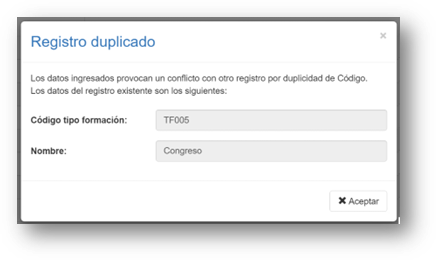 Registro duplicado
×
Los datos ingresados provocan un conflicto con otro registro por duplicidad de Código.
Los datos del registro existente son los siguientes:
Código tipo formación: TF005
Nombre: Congreso
✖ Aceptar